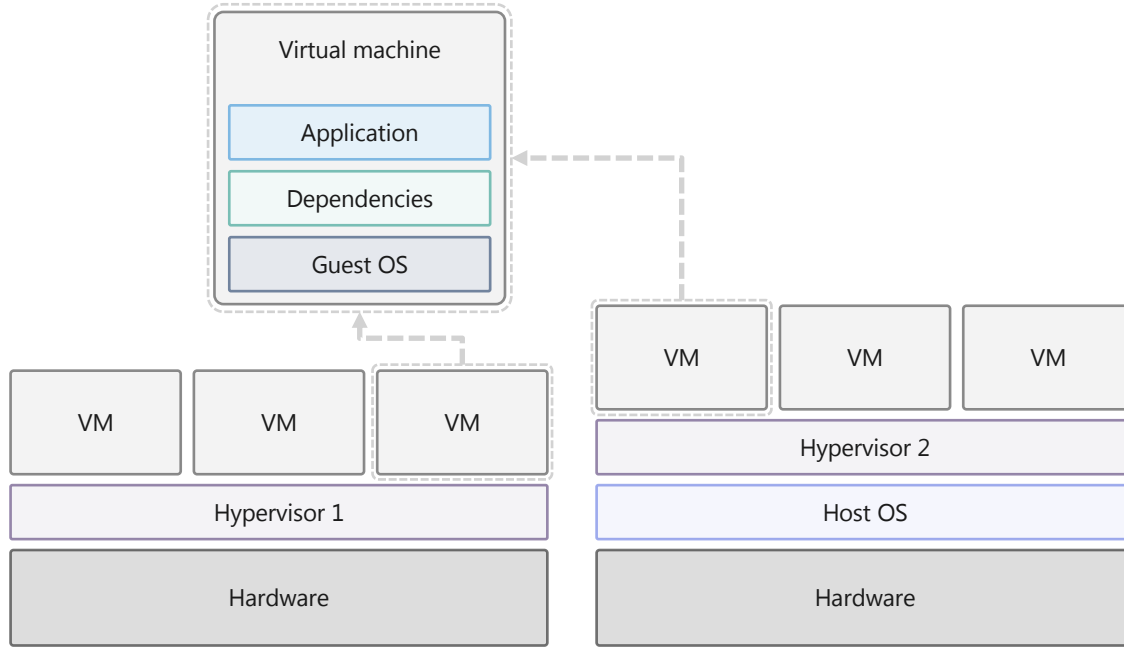 Virtual machine
Application
Dependencies
Guest OS
VM
VM
VM
Hypervisor 1
Hardware
VM
VM
VM
Hypervisor 2
Host OS
Hardware